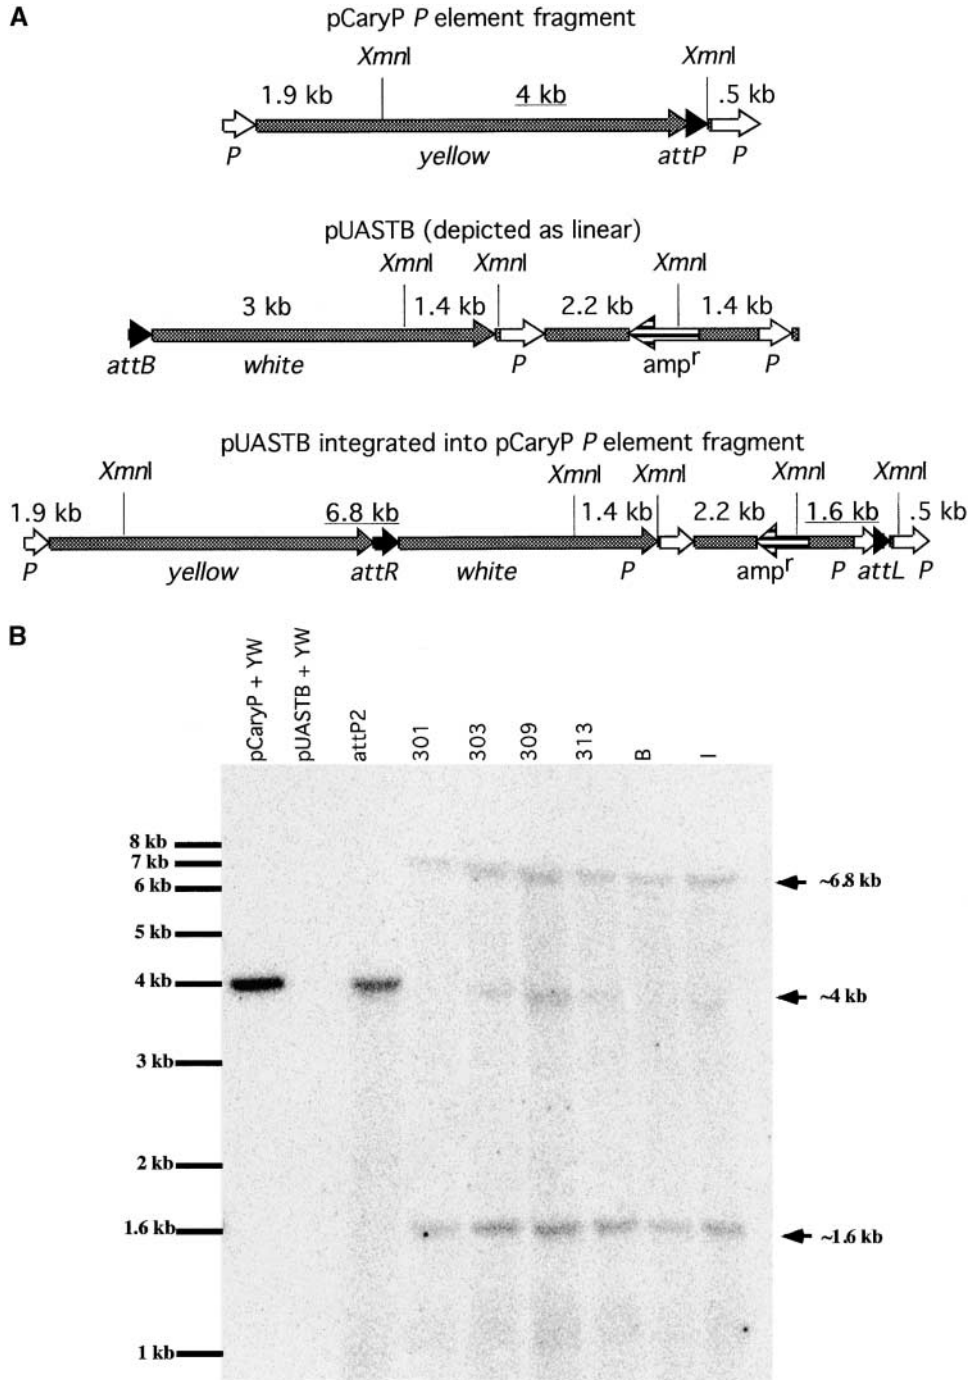 A
pCaryP P element fragment
XmnI XmnI
1.9 kb 4 kb .5 kb
P yellow attP P
pUASTB (depicted as linear)
XmnI XmnI XmnI
3 kb 1.4 kb 2.2 kb 1.4 kb
attB white P ampr P
pUASTB integrated into pCaryP P element fragment
XmnI XmnI XmnI XmnI XmnI
1.9 kb 6.8 kb 1.4 kb 2.2 kb 1.6 kb .5 kb
P yellow attR white P ampr P attL P
B
pCaryP + YW
pUASTB + YW
attP2
301
303
309
313
B
I
8 kb
7 kb
6 kb
5 kb
4 kb
3 kb
2 kb
1.6 kb
1 kb
~6.8 kb
~4 kb
~1.6 kb